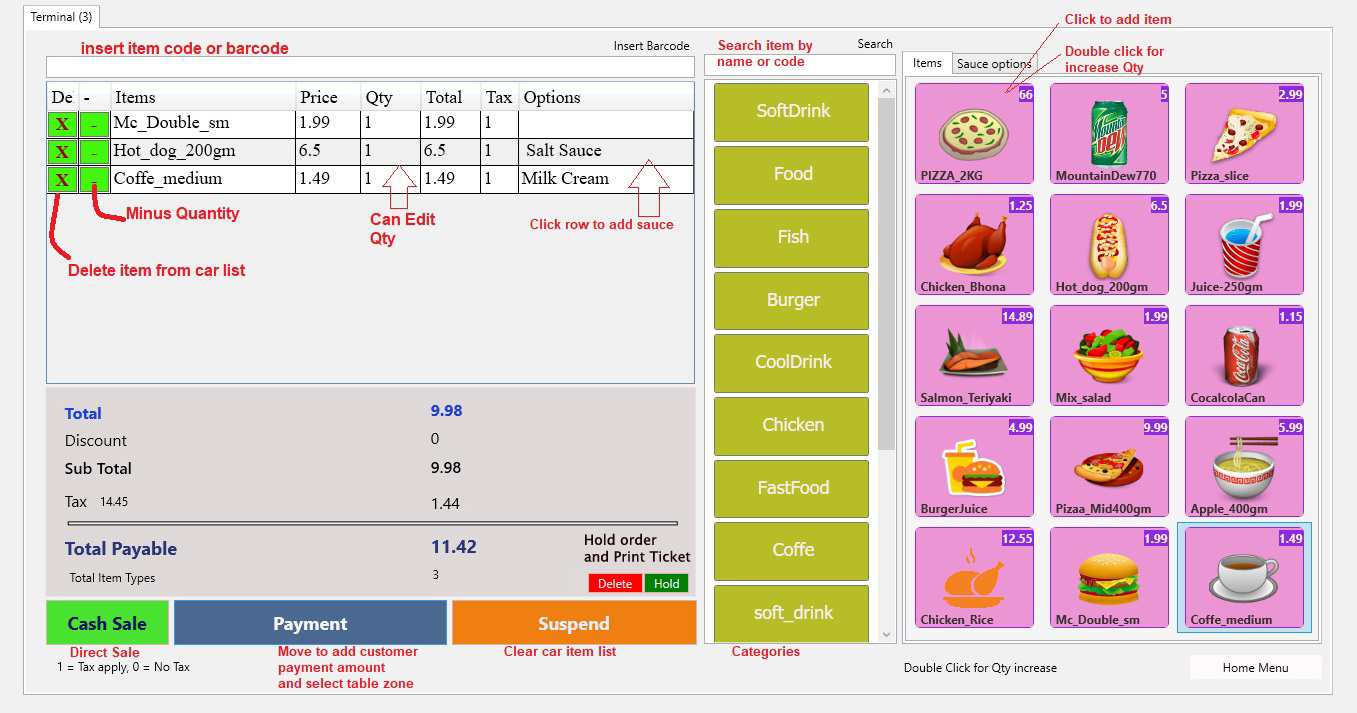 Terminal (3)
insert item code or barcode
Insert Barcode
De - Items Price Qty Total Tax Options
X - Mc_Double_sm 1.99 1 1.99 1
X - Hot_dog_200gm 6.5 1 6.5 1 Salt Sauce
X - Coffe_medium 1.49 1 1.49 1 Milk Cream
Minus Quantity
Delete item from car list
Can Edit
Qty
Click row to add sauce
Total 9.98
Discount 0
Sub Total 9.98
Tax 14.45 1.44
Total Payable 11.42
Total Item Types 3
Hold order
and Print Ticket
Delete Hold
Cash Sale Payment Suspend
Direct Sale
1 = Tax apply, 0 = No Tax
Move to add customer
payment amount
and select table zone
Clear car item list
Search
Search item by
name or code
SoftDrink
Food
Fish
Burger
CoolDrink
Chicken
FastFood
Coffe
soft_drink
Categories
Click to add item
Double click for
increase Qty
Items Sauce options
66 5 2.99
PIZZA_2KG MountainDew770 Pizza_slice
Mountain
Dew
1.25 6.5 1.99
Chicken_Bhona Hot_dog_200gm Juice-250gm
14.89 1.99 1.15
Coca-Cola
Salmon_Teriyaki Mix_salad CocalcolaCan
4.99 9.99 5.99
BurgerJuice Pizaa_Mid400gm Apple_400gm
12.55 1.99 1.49
Chicken_Rice Mc_Double_sm Coffe_medium
Double Click for Qty increase
Home Menu